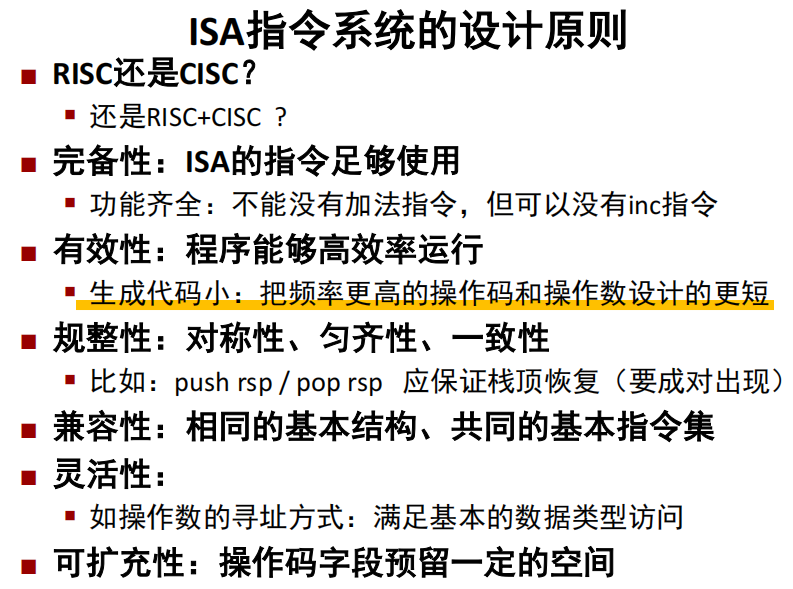 ISA指令系统的设计原则
RISC还是CISC？
还是RISC+CISC ？
完备性：ISA的指令足够使用
功能齐全：不能没有加法指令，但可以没有inc指令
有效性：程序能够高效率运行
生成代码小：把频率更高的操作码和操作数设计的更短
规整性：对称性、匀齐性、一致性
比如：push rsp / pop rsp 应保证栈顶恢复（要成对出现）
兼容性：相同的基本结构、共同的基本指令集
灵活性：
如操作数的寻址方式：满足基本的数据类型访问
可扩充性：操作码字段预留一定的空间